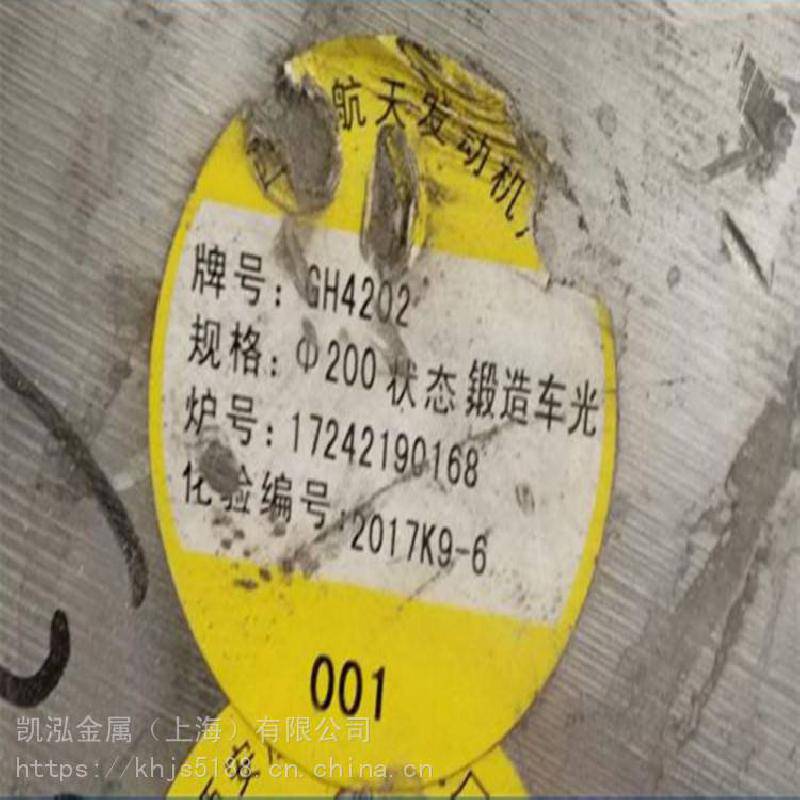 航天发动机
牌号：GH4202
规格：Φ200 状态 锻造车光
炉号：17242190168
化验编号：2017K9-6
001
凯泓金属（上海）有限公司
https://khjs5188.cn.china.cn